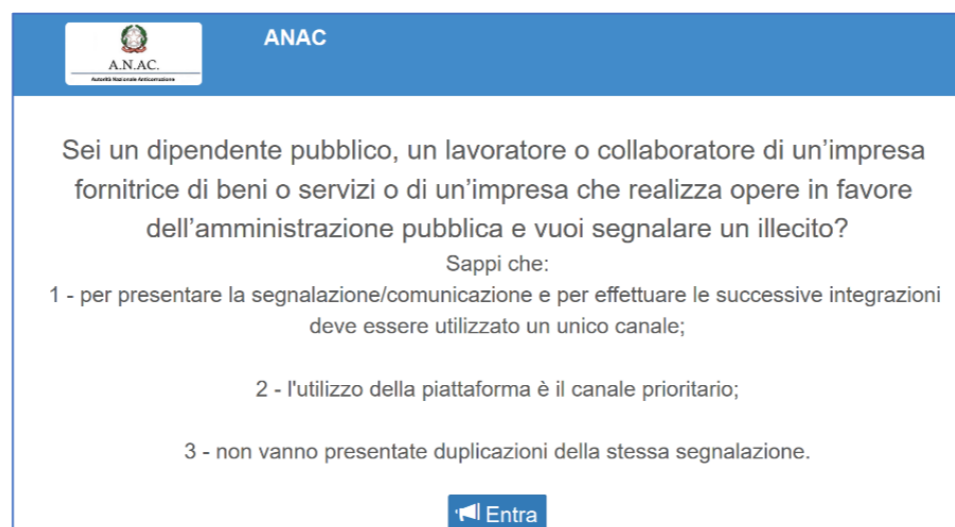 A.N.AC.
Autorità Nazionale Anticorruzione
ANAC
Sei un dipendente pubblico, un lavoratore o collaboratore di un’impresa
fornitrice di beni o servizi o di un’impresa che realizza opere in favore
dell’amministrazione pubblica e vuoi segnalare un illecito?
Sappi che:
1 - per presentare la segnalazione/comunicazione e per effettuare le successive integrazioni
deve essere utilizzato un unico canale;
2 - l'utilizzo della piattaforma è il canale prioritario;
3 - non vanno presentate duplicazioni della stessa segnalazione.
Entra